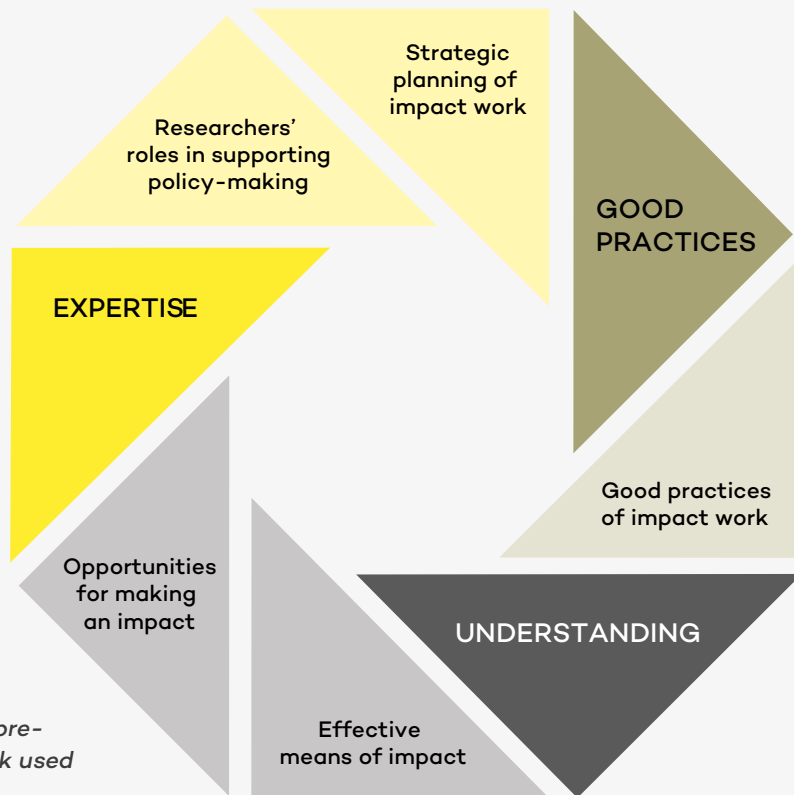 Strategic
planning of
impact work
Researchers'
roles in supporting
policy-making
GOOD
PRACTICES
EXPERTISE
Good practices
of impact work
Opportunities
for making
an impact
UNDERSTANDING
Effective
means of impact
used